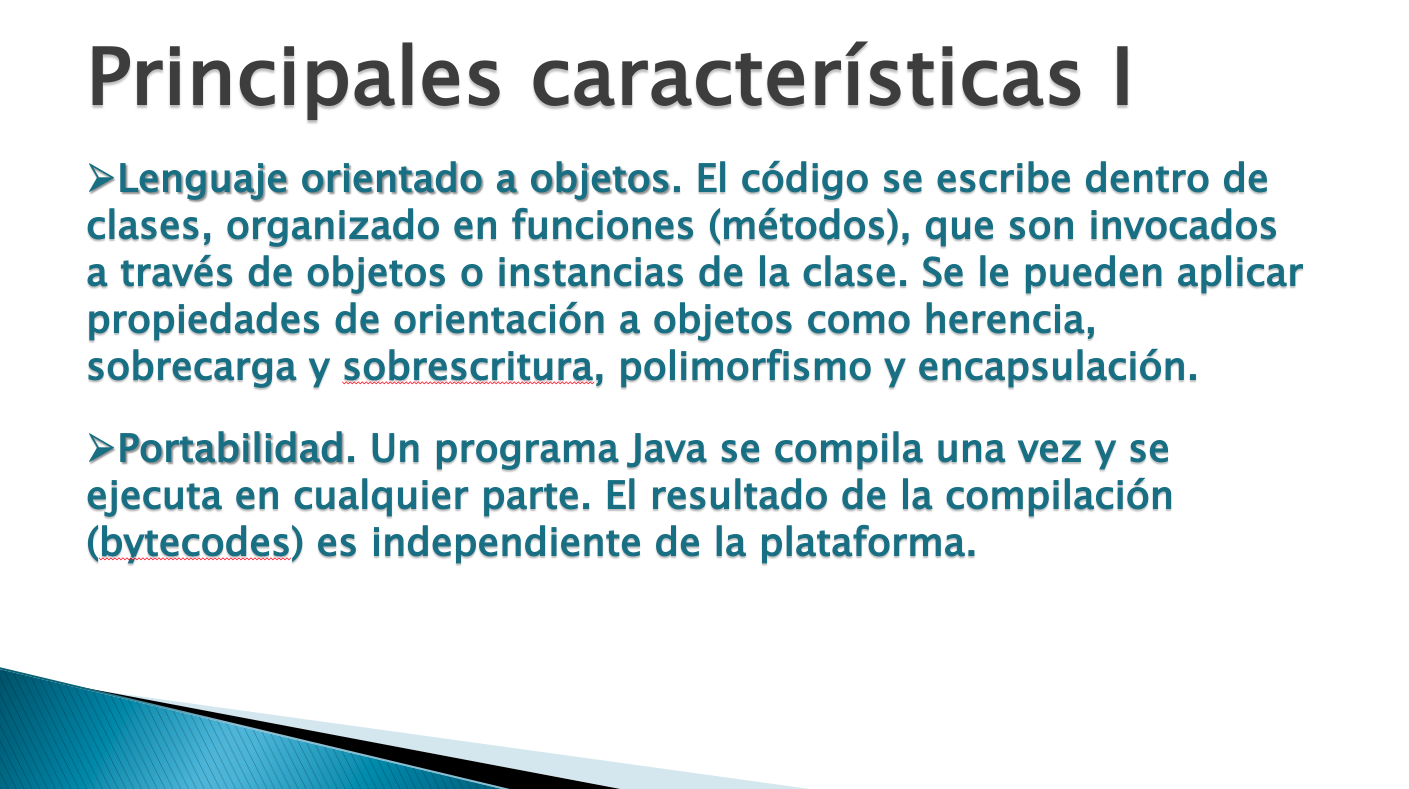 Principales características I
➢Lenguaje orientado a objetos. El código se escribe dentro de
clases, organizado en funciones (métodos), que son invocados
a través de objetos o instancias de la clase. Se le pueden aplicar
propiedades de orientación a objetos como herencia,
sobrecarga y sobrescritura, polimorfismo y encapsulación.
➢Portabilidad. Un programa Java se compila una vez y se
ejecuta en cualquier parte. El resultado de la compilación
(bytecodes) es independiente de la plataforma.